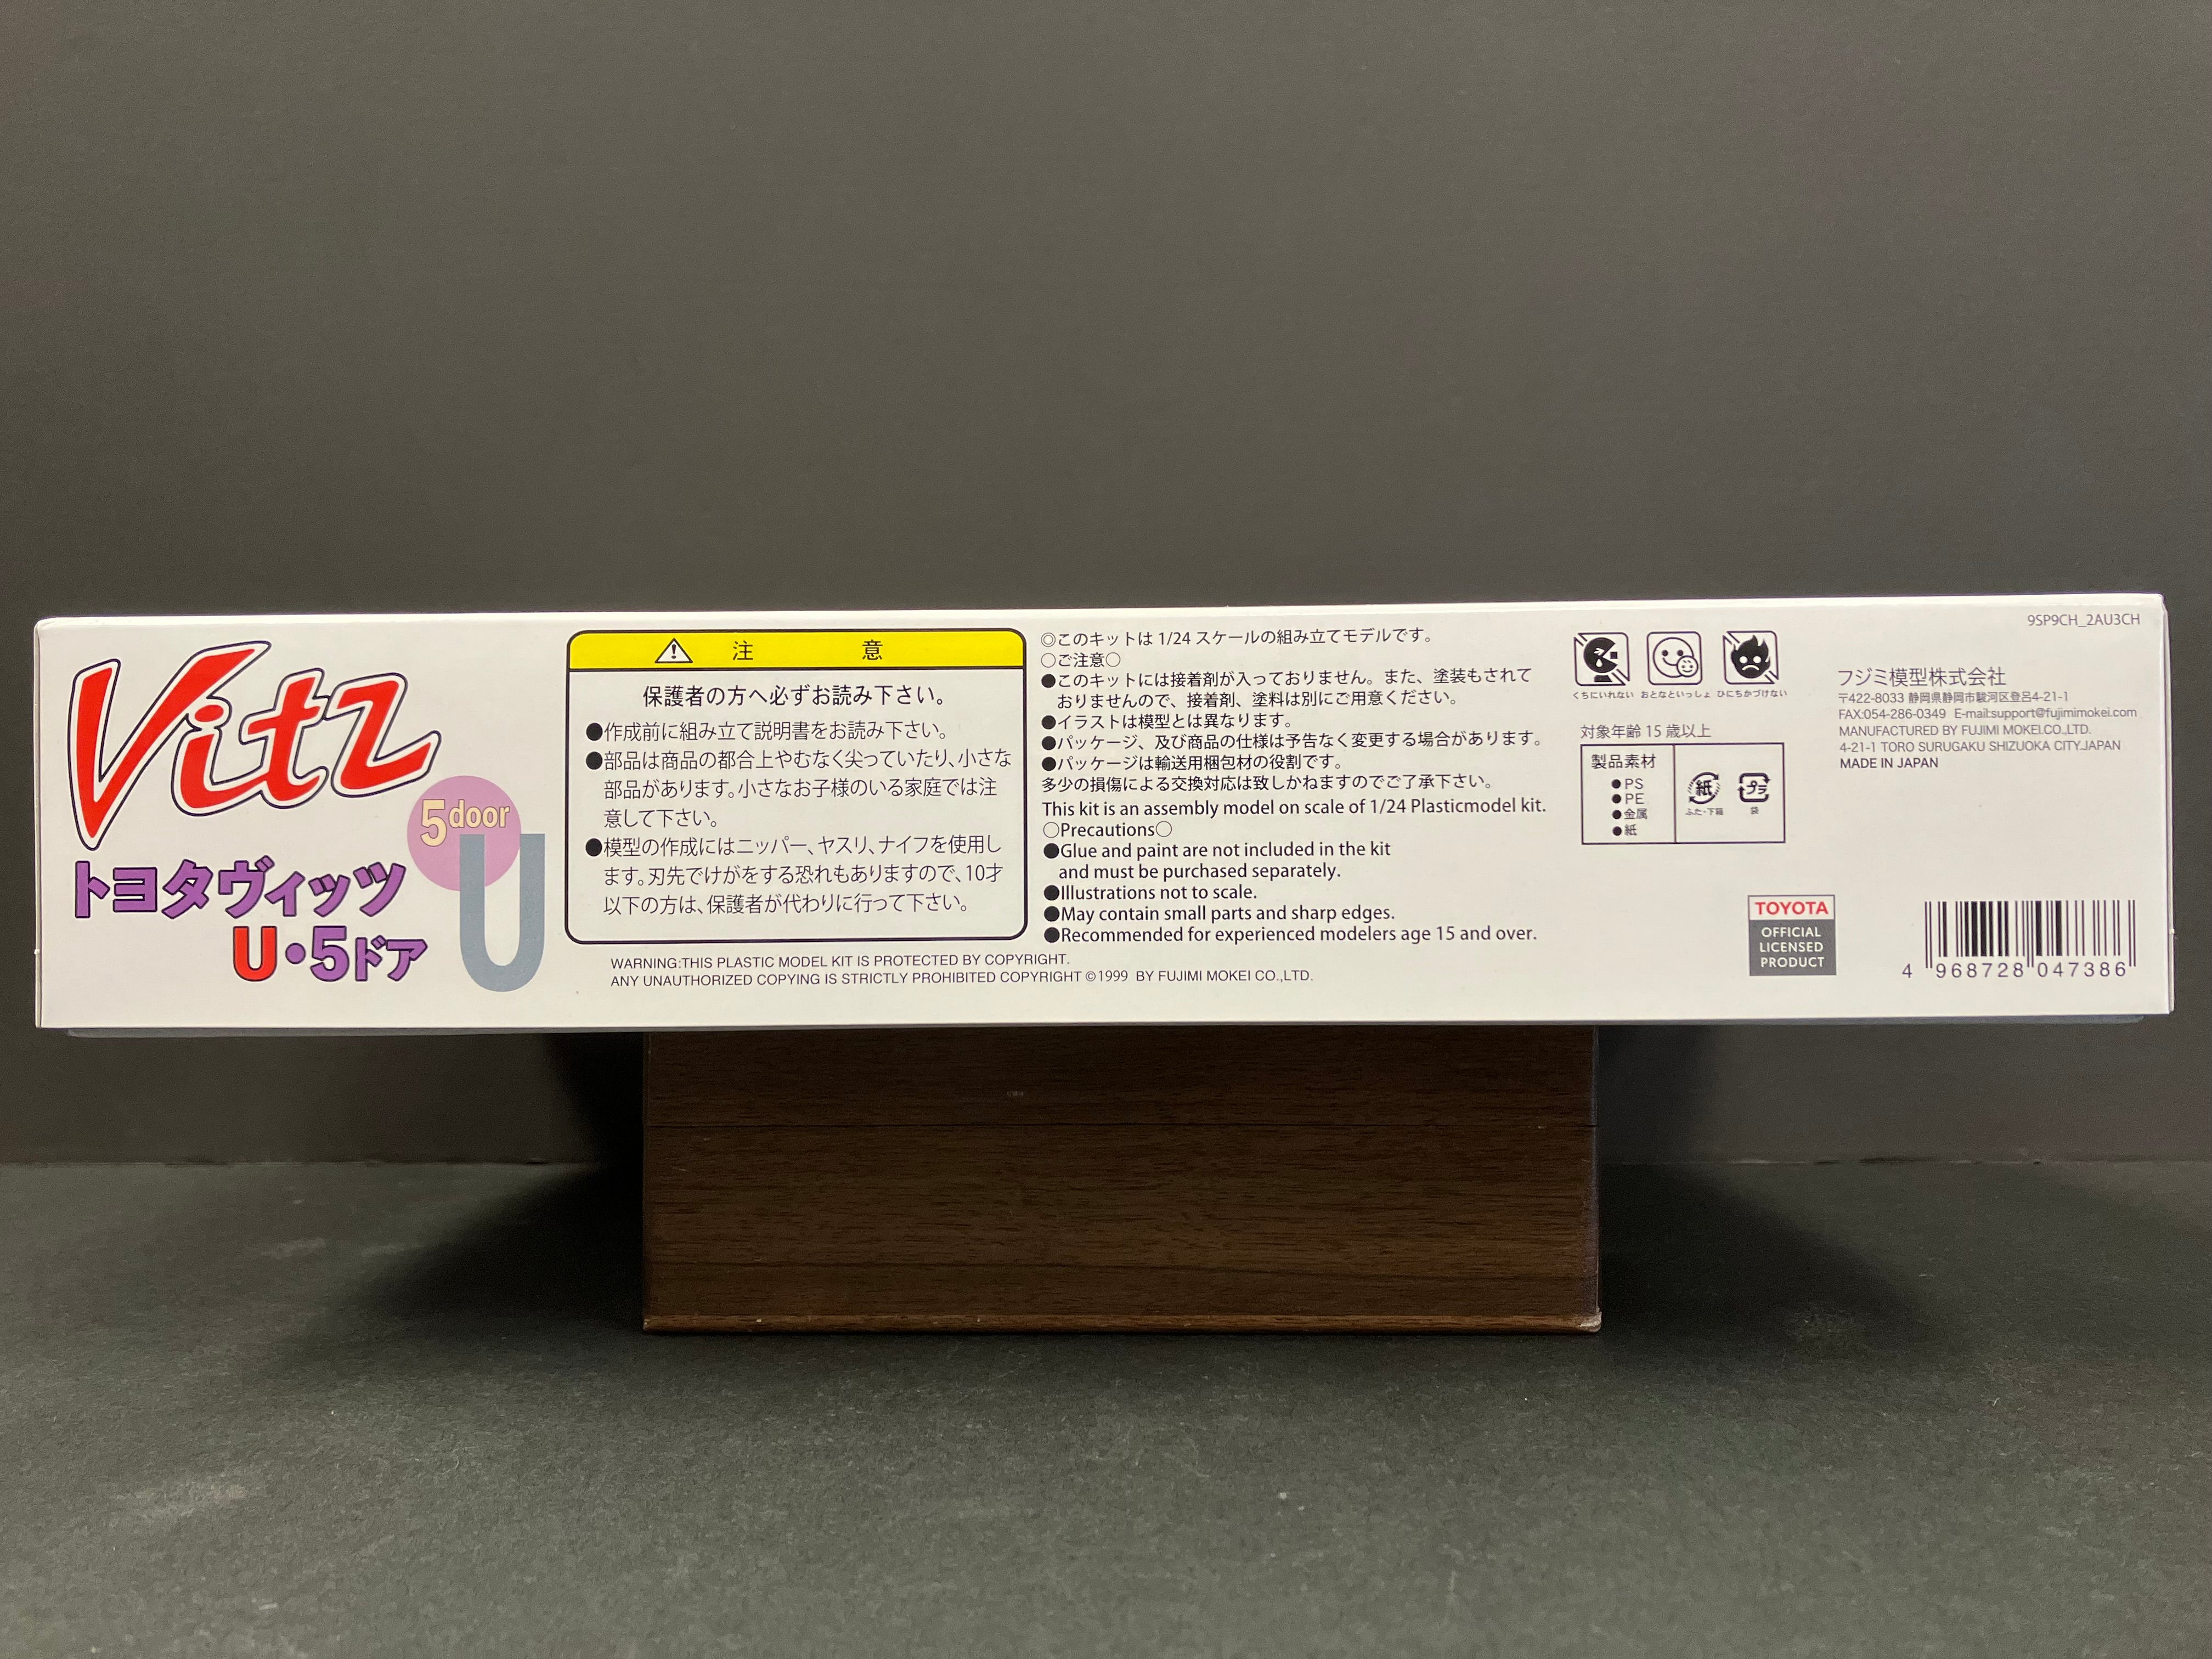 Vitz
5door
U
トヨタヴィッツ
U・5ドア
注 意
保護者の方へ必ずお読み下さい。
●作成前に組み立て説明書をお読み下さい。
●部品は商品の都合上やむなく尖っていたり、小さな
部品があります。小さなお子様のいる家庭では注
意して下さい。
●模型の作成にはニッパー、ヤスリ、ナイフを使用し
ます。刃先でけがをする恐れもありますので、10才
以下の方は、保護者が代わりに行って下さい。
WARNING:THIS PLASTIC MODEL KIT IS PROTECTED BY COPYRIGHT.
ANY UNAUTHORIZED COPYING IS STRICTLY PROHIBITED COPYRIGHT ©1999 BY FUJIMI MOKEI CO.,LTD.
◎このキットは 1/24 スケールの組み立てモデルです。
○ご注意○
●このキットには接着剤が入っておりません。また、塗装もされて
おりませんので、接着剤、塗料は別にご用意ください。
●イラストは模型とは異なります。
●パッケージ、及び商品の仕様は予告なく変更する場合があります。
●パッケージは輸送用梱包材の役割です。
多少の損傷による交換対応は致しかねますのでご了承下さい。
This kit is an assembly model on scale of 1/24 Plasticmodel kit.
○Precautions○
●Glue and paint are not included in the kit
and must be purchased separately.
●Illustrations not to scale.
●May contain small parts and sharp edges.
●Recommended for experienced modelers age 15 and over.
くちにいれない おとなといっしょ ひにちかづけない
対象年齢 15 歳以上
製品素材
●PS
●PE
●金属
●紙
紙
ふた・下箱
プラ
袋
TOYOTA
OFFICIAL
LICENSED
PRODUCT
9SP9CH_2AU3CH
フジミ模型株式会社
〒422-8033 静岡県静岡市駿河区登呂4-21-1
FAX:054-286-0349 E-mail:support@fujimimokei.com
MANUFACTURED BY FUJIMI MOKEI.CO.,LTD.
4-21-1 TORO SURUGAKU SHIZUOKA CITY.JAPAN
MADE IN JAPAN
4 968728 047386